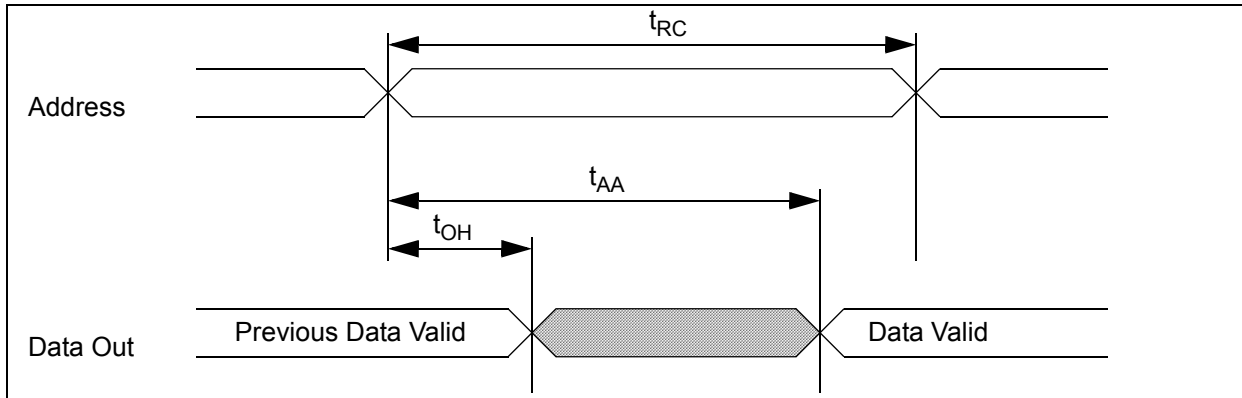 tRC
Address
tAA
tOH
Previous Data Valid
Data Valid
Data Out